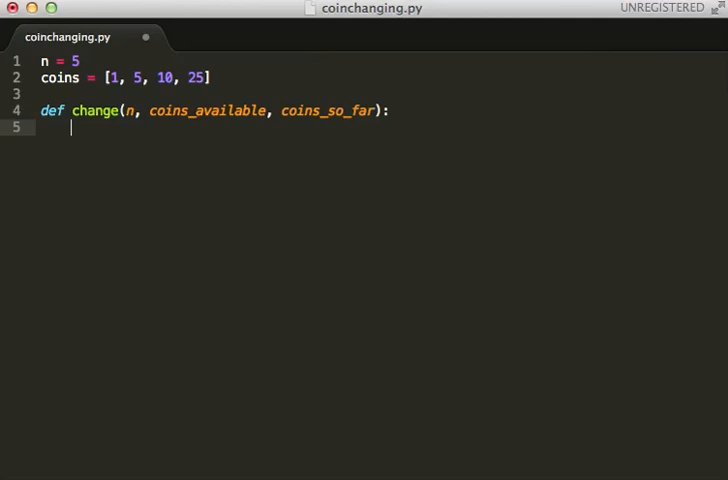 coinchanging.py
UNREGISTERED
coinchanging.py
1 n = 5
2 coins = [1, 5, 10, 25]
3
4 def change(n, coins_available, coins_so_far):
5